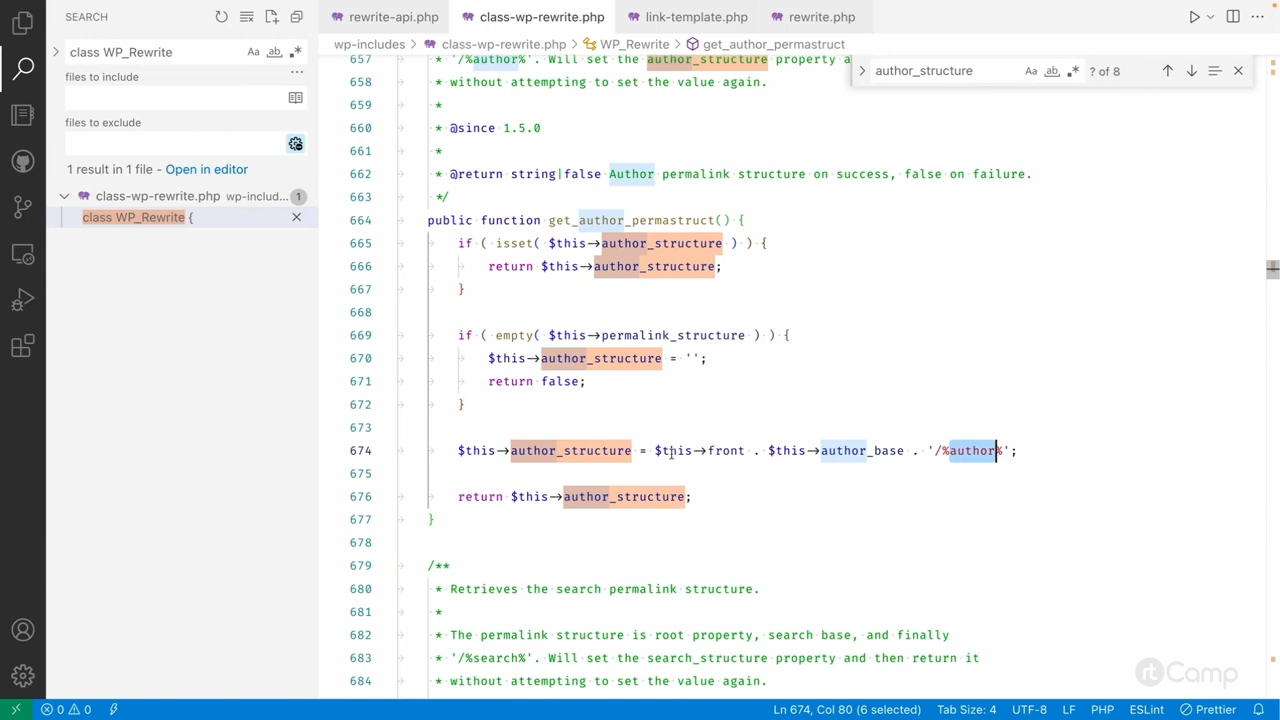 SEARCH
class WP_Rewrite
Aa
ab
files to include
files to exclude
1 result in 1 file - Open in editor
class-wp-rewrite.php wp-includ... 1
class WP_Rewrite {
rewrite-api.php
class-wp-rewrite.php
link-template.php
rewrite.php
wp-includes > class-wp-rewrite.php > WP_Rewrite > get_author_permastruct
author_structure
Aa
ab
? of 8
657 * '/%author%'. Will set the author_structure property a
658 * without attempting to set the value again.
659 *
660 * @since 1.5.0
661 *
662 * @return string|false Author permalink structure on success, false on failure.
663 */
664 public function get_author_permastruct() {
665 if ( isset( $this→author_structure ) ) {
666 return $this→author_structure;
667 }
668
669 if ( empty( $this→permalink_structure ) ) {
670 $this→author_structure = '';
671 return false;
672 }
673
674 $this→author_structure = $this→front . $this→author_base . '/%author%';
675
676 return $this→author_structure;
677 }
678
679 /**
680 * Retrieves the search permalink structure.
681 *
682 * The permalink structure is root property, search base, and finally
683 * '/%search%'. Will set the search_structure property and then return it
684 * without attempting to set the value again.
rtCamp
0 0
Ln 674, Col 80 (6 selected)
Tab Size: 4
UTF-8
LF
PHP
ESLint
Prettier